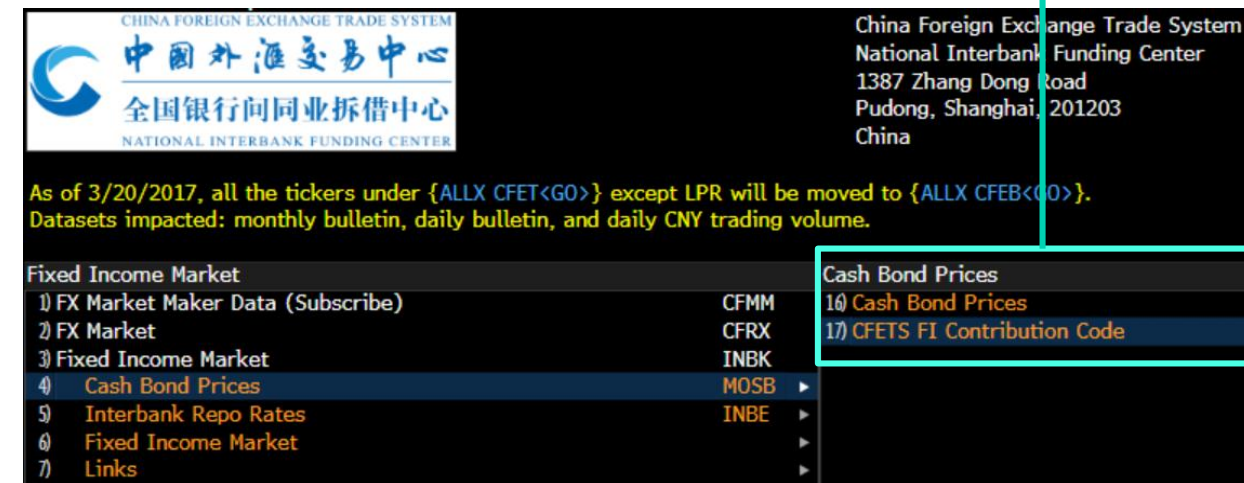 CHINA FOREIGN EXCHANGE TRADE SYSTEM
中國外滙交易中心
全国银行间同业拆借中心
NATIONAL INTERBANK FUNDING CENTER
China Foreign Exchange Trade System
National Interbank Funding Center
1387 Zhang Dong Road
Pudong, Shanghai, 201203
China
As of 3/20/2017, all the tickers under {ALLX CFET<GO>} except LPR will be moved to {ALLX CFEB<GO>}.
Datasets impacted: monthly bulletin, daily bulletin, and daily CNY trading volume.
Fixed Income Market
1) FX Market Maker Data (Subscribe) CFMM
2) FX Market CFRX
3) Fixed Income Market INBK
4) Cash Bond Prices MOSB
5) Interbank Repo Rates INBE
6) Fixed Income Market
7) Links
Cash Bond Prices
16) Cash Bond Prices
17) CFETS FI Contribution Code